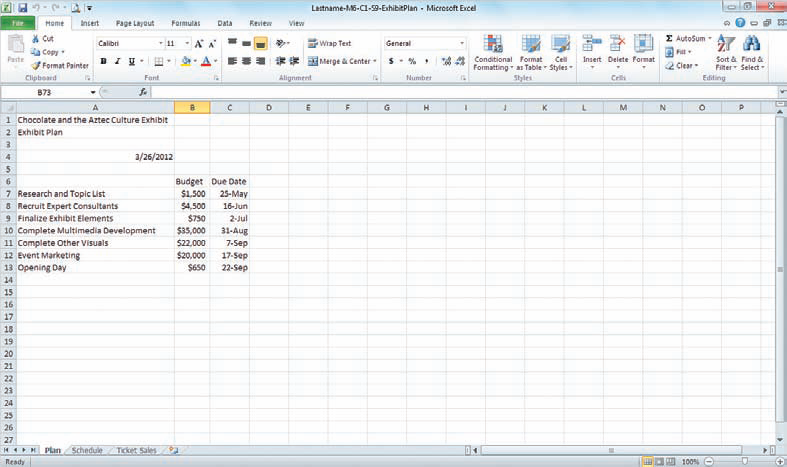 Lastname-M6-C1-S9-ExhibitPlan - Microsoft Excel
File Home Insert Page Layout Formulas Data Review View
Paste Cut Copy Format Painter Clipboard
Calibri 11 B I U Font
Wrap Text Merge & Center Alignment
General $ % , Number
Conditional Formatting Format as Table Cell Styles Styles
Insert Delete Format Cells
AutoSum Fill Clear Sort & Filter Find & Select Editing
B73 fx
A B C D E F G H I J K L M N O P
1 Chocolate and the Aztec Culture Exhibit
2 Exhibit Plan
3
4 3/26/2012
5
6 Budget Due Date
7 Research and Topic List $1,500 25-May
8 Recruit Expert Consultants $4,500 16-Jun
9 Finalize Exhibit Elements $750 2-Jul
10 Complete Multimedia Development $35,000 31-Aug
11 Complete Other Visuals $22,000 7-Sep
12 Event Marketing $20,000 17-Sep
13 Opening Day $650 22-Sep
14
15
16
17
18
19
20
21
22
23
24
25
26
27
Plan Schedule Ticket Sales
Ready 100%